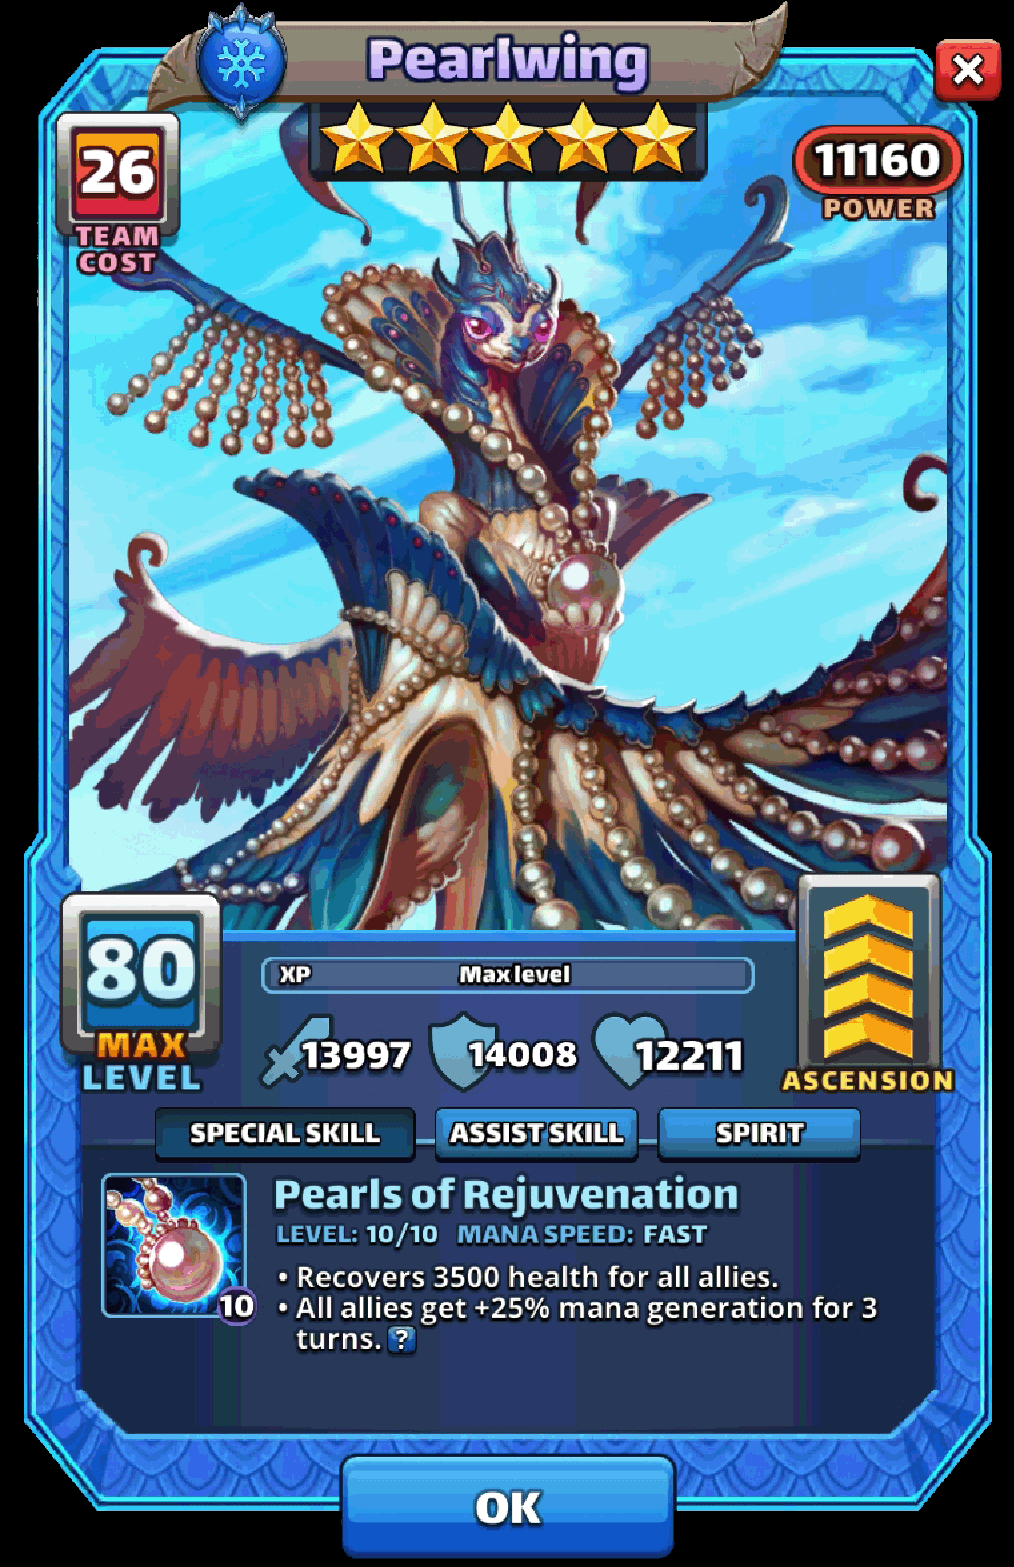 Pearlwing
26
TEAM
COST
11160
POWER
80
MAX
LEVEL
XP Max level
13997 14008 12211
ASCENSION
SPECIAL SKILL ASSIST SKILL SPIRIT
Pearls of Rejuvenation
LEVEL: 10/10 MANA SPEED: FAST
10
• Recovers 3500 health for all allies.
• All allies get +25% mana generation for 3
turns. ?
OK